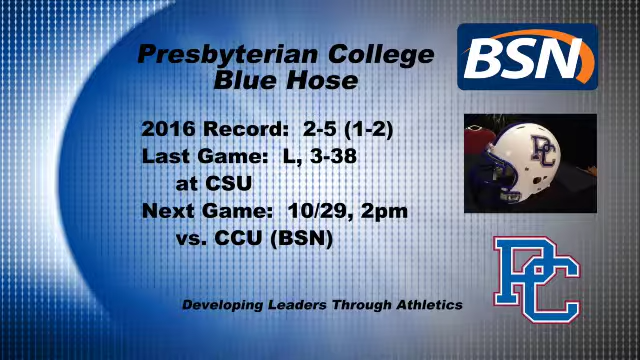 Presbyterian College
Blue Hose
BSN
2016 Record: 2-5 (1-2)
Last Game: L, 3-38
at CSU
Next Game: 10/29, 2pm
vs. CCU (BSN)
PC
PC
Developing Leaders Through Athletics